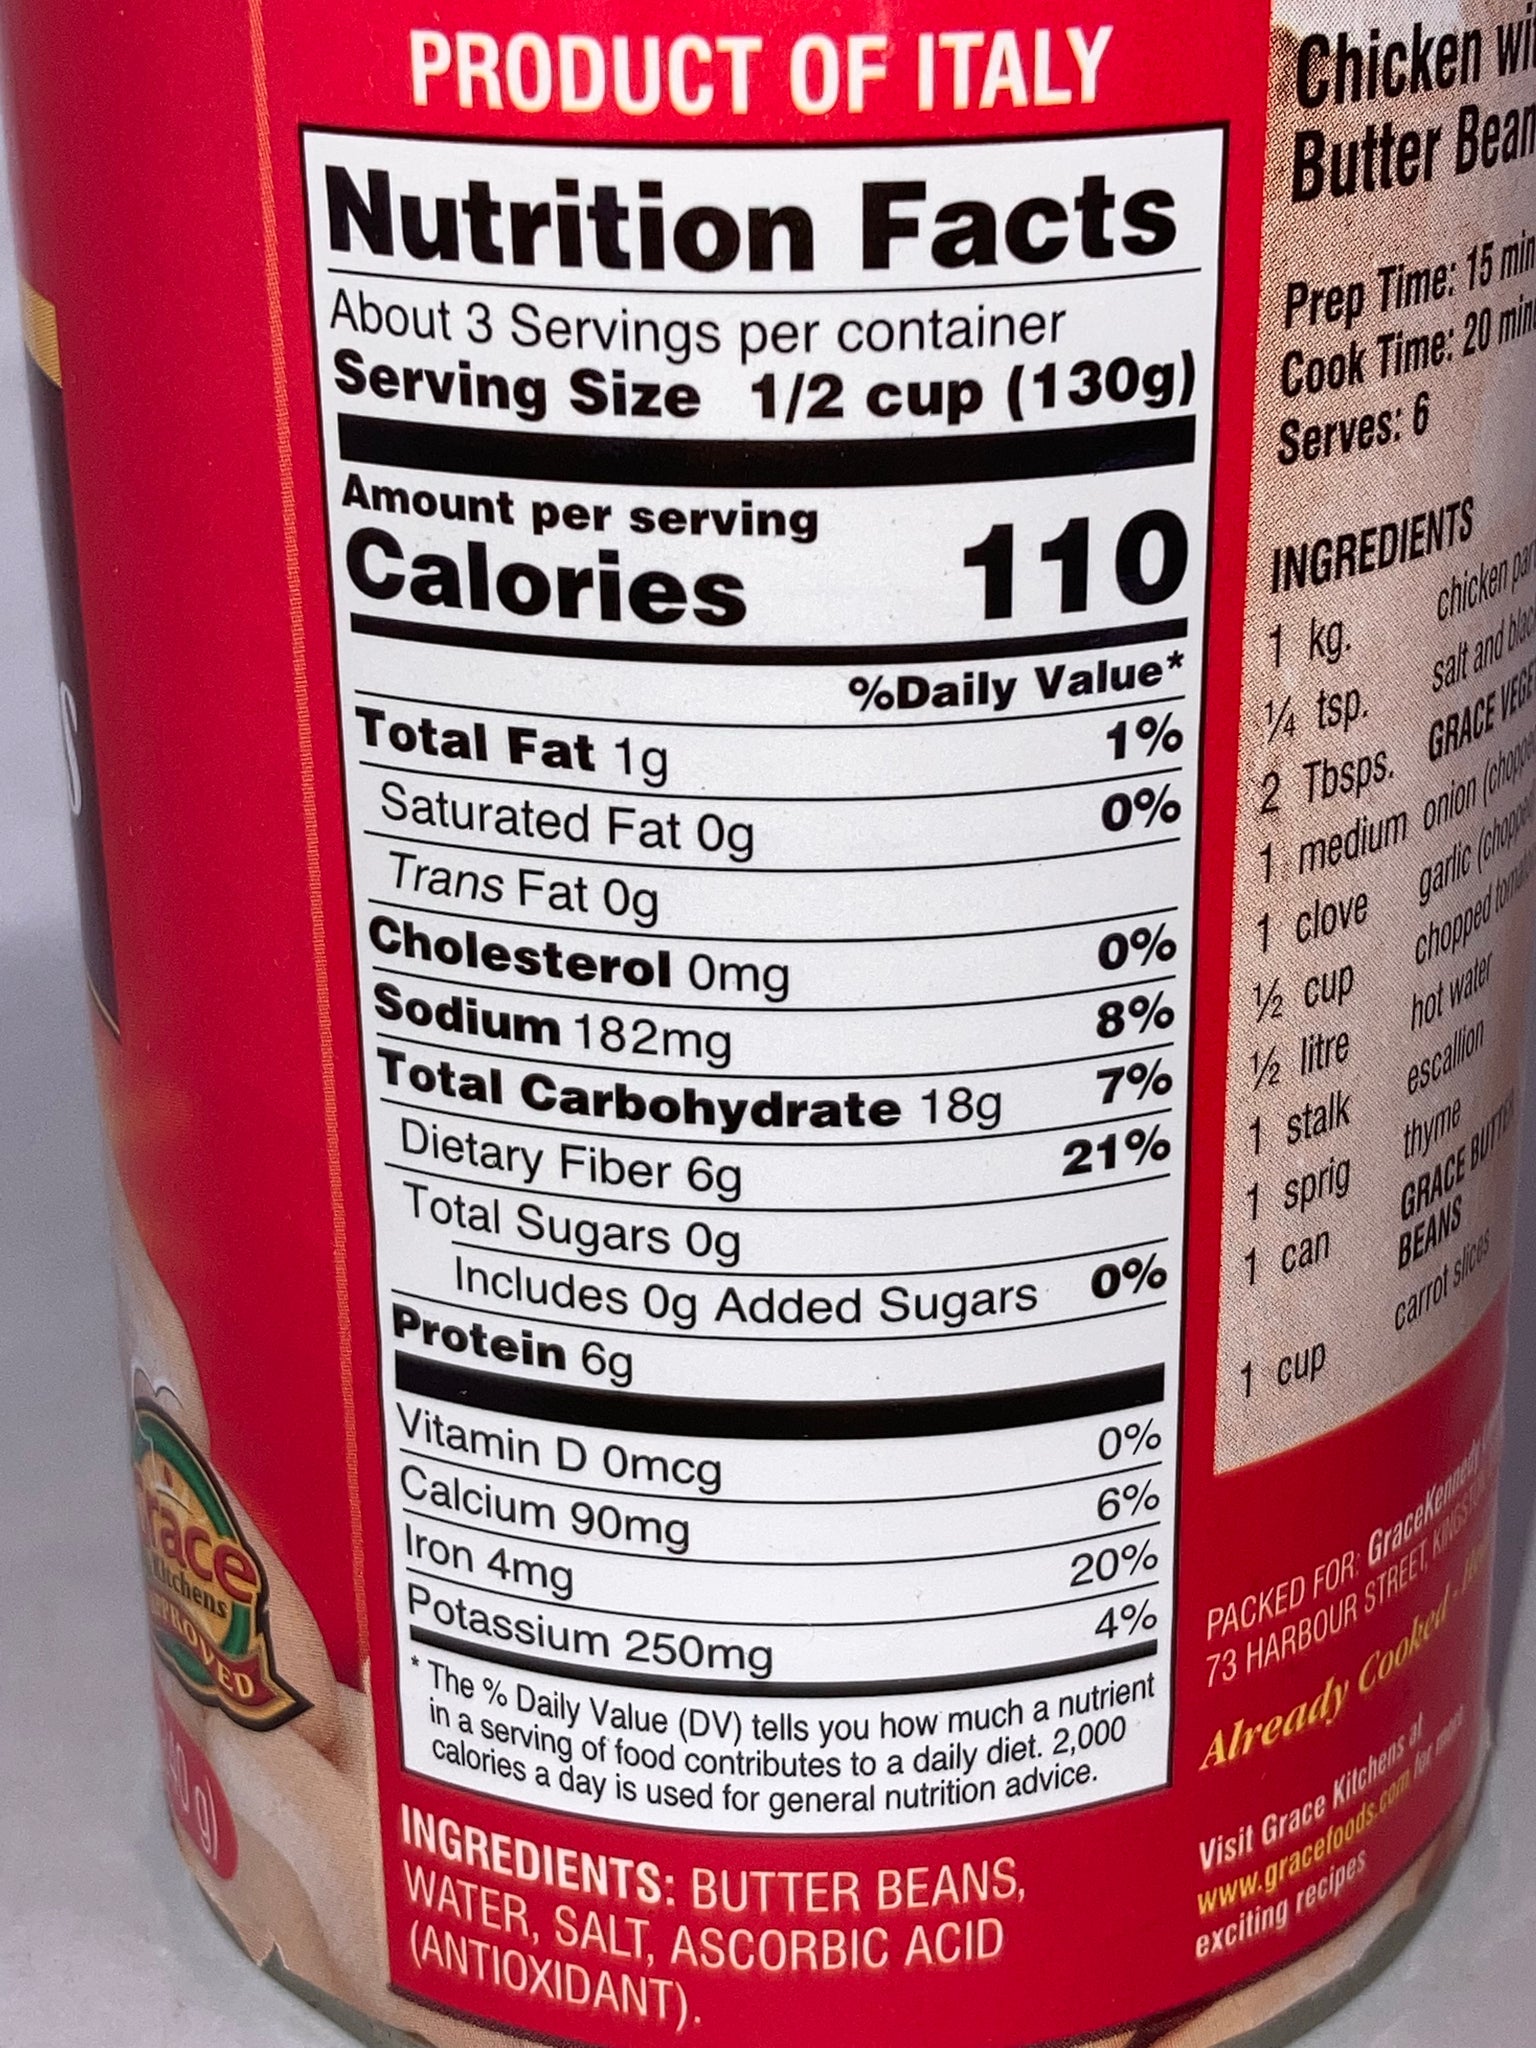 PRODUCT OF ITALY
Nutrition Facts
About 3 Servings per container
Serving Size 1/2 cup (130g)
Amount per serving
Calories 110
%Daily Value*
Total Fat 1g 1%
Saturated Fat 0g 0%
Trans Fat 0g
Cholesterol 0mg 0%
Sodium 182mg 8%
Total Carbohydrate 18g 7%
Dietary Fiber 6g 21%
Total Sugars 0g
Includes 0g Added Sugars 0%
Protein 6g
Vitamin D 0mcg 0%
Calcium 90mg 6%
Iron 4mg 20%
Potassium 250mg 4%
* The % Daily Value (DV) tells you how much a nutrient
in a serving of food contributes to a daily diet. 2,000
calories a day is used for general nutrition advice.
INGREDIENTS: BUTTER BEANS,
WATER, SALT, ASCORBIC ACID
(ANTIOXIDANT).
Chicken
Butter
Prep Time: 15
Cook Time: 20
Serves: 6
INGREDIENTS
1 kg. chicken
¼ tsp. salt and
2 Tbsps. GRACE
1 medium onion
1 clove garlic
½ cup chopped
½ litre hot water
1 stalk escallion
1 sprig thyme
1 can GRACE
BEANS
1 cup carrot slices
PACKED FOR: GraceKennedy
73 HARBOUR STREET,
Already Cooked -
Visit Grace Kitchens at
www.gracefoods.com for more
exciting recipes
Grace
Kitchens
APPROVED
g)